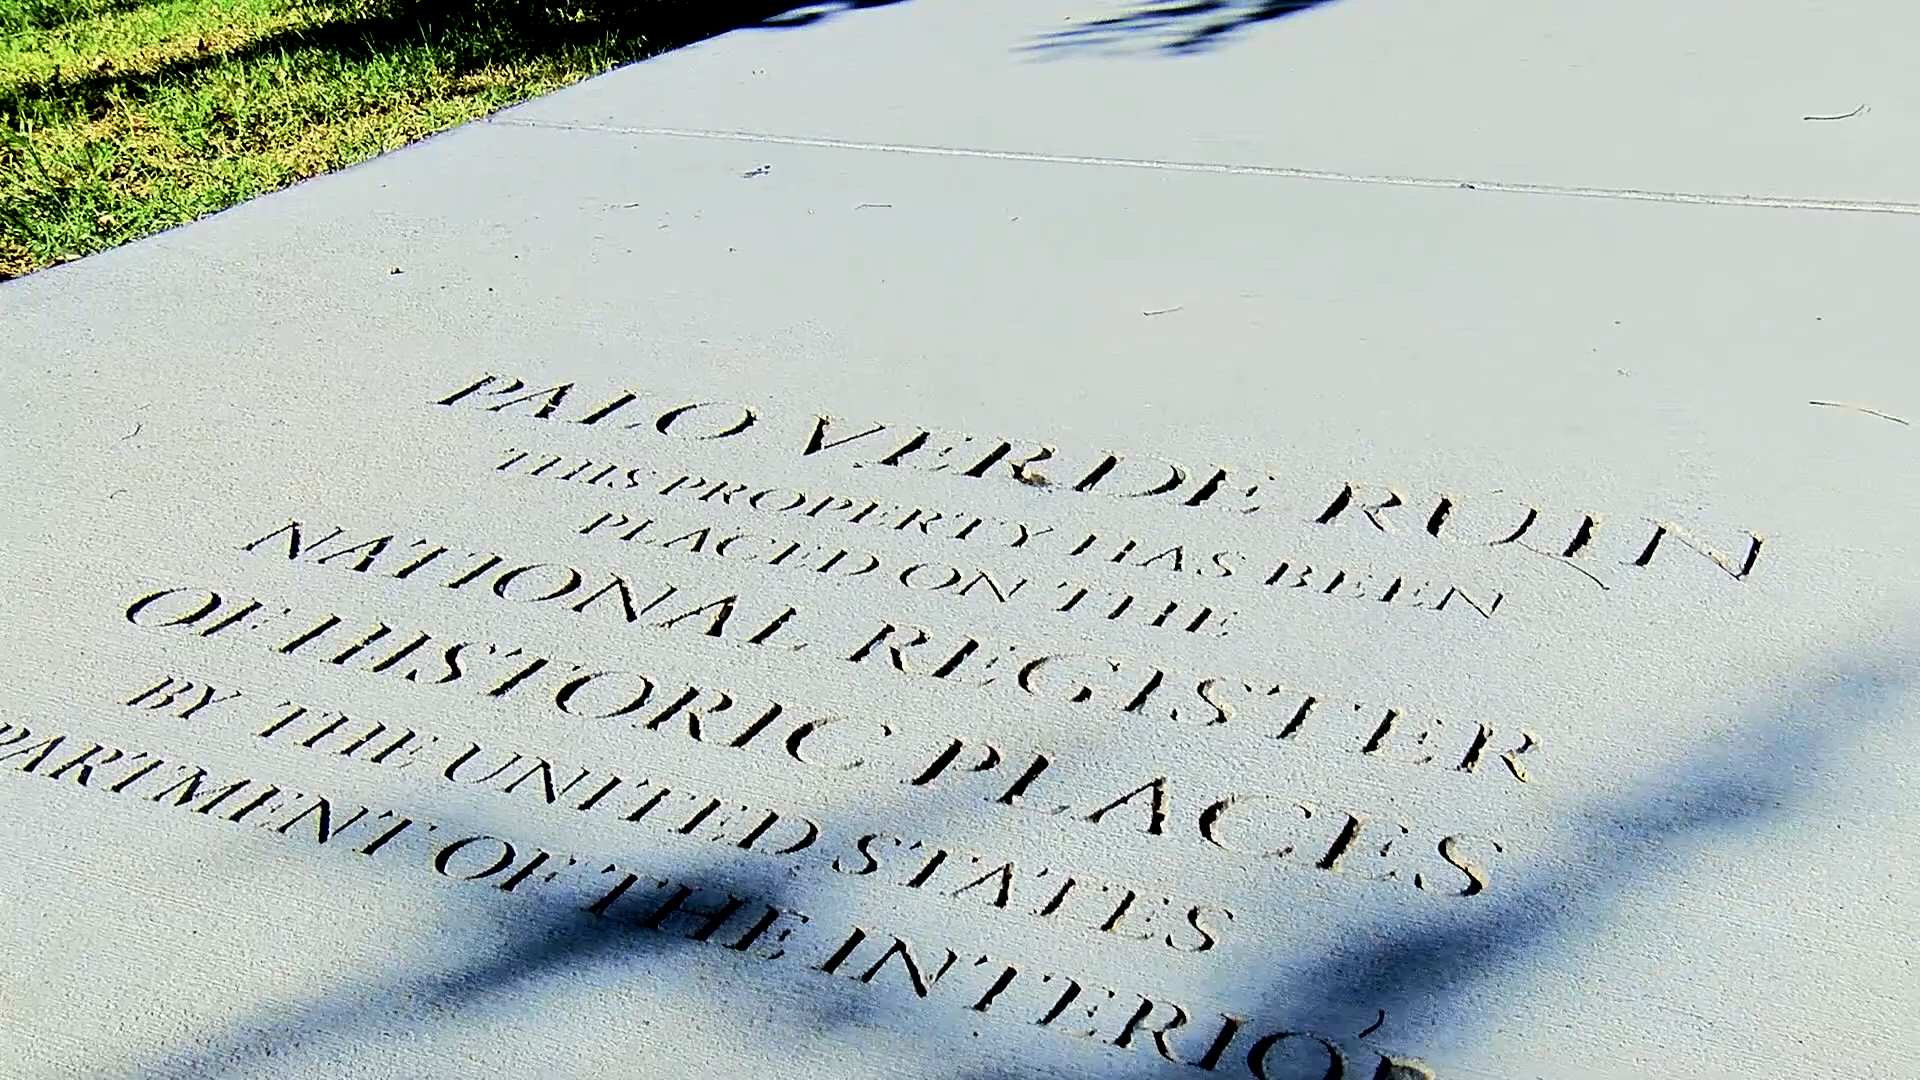 PALO VERDE RUIN
THIS PROPERTY HAS BEEN
PLACED ON THE
NATIONAL REGISTER
OF HISTORIC PLACES
BY THE UNITED STATES
PARTMENT OF THE INTERIOR